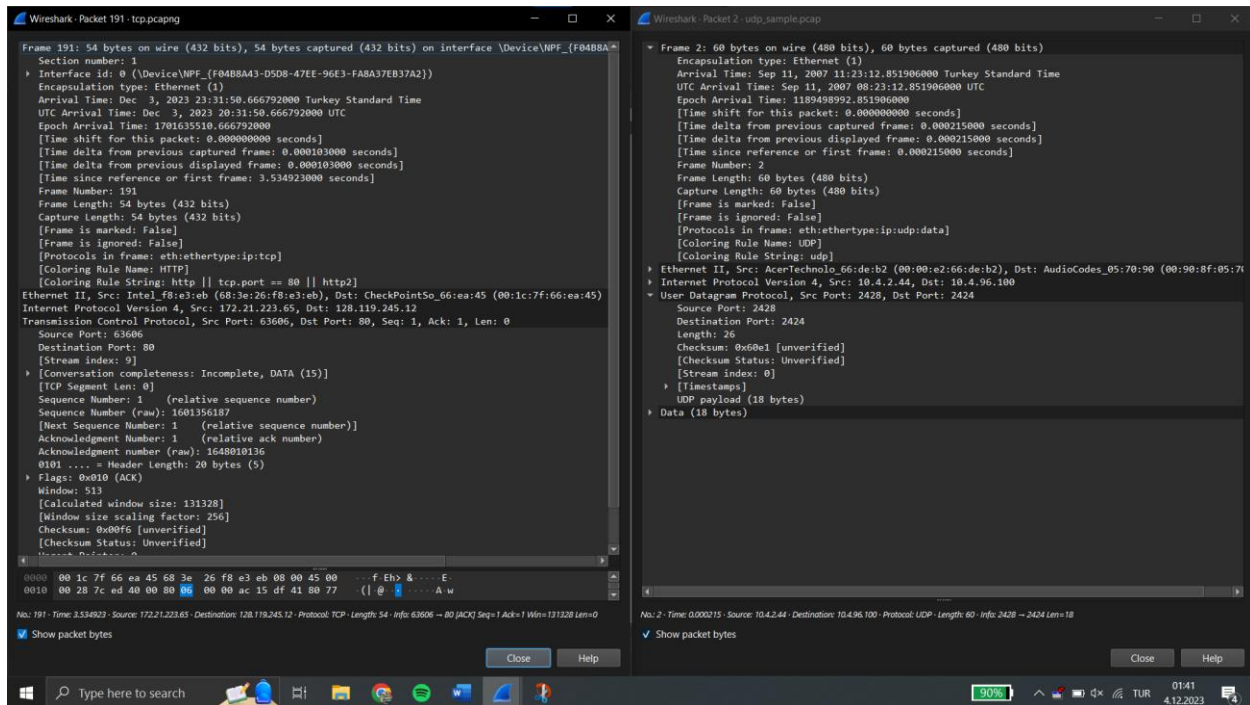 Wireshark · Packet 191 · tcp.pcapng
Frame 191: 54 bytes on wire (432 bits), 54 bytes captured (432 bits) on interface \Device\NPF_{F04B8A
Section number: 1
Interface id: 0 (\Device\NPF_{F04B8A43-D5D8-47EE-96E3-FA8A37EB37A2})
Encapsulation type: Ethernet (1)
Arrival Time: Dec  3, 2023 23:31:50.666792000 Turkey Standard Time
UTC Arrival Time: Dec  3, 2023 20:31:50.666792000 UTC
Epoch Arrival Time: 1701635510.666792000
[Time shift for this packet: 0.000000000 seconds]
[Time delta from previous captured frame: 0.000103000 seconds]
[Time delta from previous displayed frame: 0.000103000 seconds]
[Time since reference or first frame: 3.534923000 seconds]
Frame Number: 191
Frame Length: 54 bytes (432 bits)
Capture Length: 54 bytes (432 bits)
[Frame is marked: False]
[Frame is ignored: False]
[Protocols in frame: eth:ethertype:ip:tcp]
[Coloring Rule Name: HTTP]
[Coloring Rule String: http || tcp.port == 80 || http2]
Ethernet II, Src: Intel_f8:e3:eb (68:3e:26:f8:e3:eb), Dst: CheckPointSo_66:ea:45 (00:1c:7f:66:ea:45)
Internet Protocol Version 4, Src: 172.21.223.65, Dst: 128.119.245.12
Transmission Control Protocol, Src Port: 63606, Dst Port: 80, Seq: 1, Ack: 1, Len: 0
Source Port: 63606
Destination Port: 80
[Stream index: 9]
[Conversation completeness: Incomplete, DATA (15)]
[TCP Segment Len: 0]
Sequence Number: 1    (relative sequence number)
Sequence Number (raw): 1601356187
[Next Sequence Number: 1    (relative sequence number)]
Acknowledgment Number: 1    (relative ack number)
Acknowledgment number (raw): 1648010136
0101 .... = Header Length: 20 bytes (5)
Flags: 0x010 (ACK)
Window: 513
[Calculated window size: 131328]
[Window size scaling factor: 256]
Checksum: 0x00f6 [unverified]
[Checksum Status: Unverified]
0000  00 1c 7f 66 ea 45 68 3e  26 f8 e3 eb 08 00 45 00  ···f·Eh> &·····E·
0010  00 28 7c ed 40 00 80 06  00 00 ac 15 df 41 80 77  ·(|·@··· ·····A·w
No.: 191 · Time: 3.534923 · Source: 172.21.223.65 · Destination: 128.119.245.12 · Protocol: TCP · Length: 54 · Info: 63606 → 80 [ACK] Seq=1 Ack=1 Win=131328 Len=0
Show packet bytes
Close
Help
Wireshark · Packet 2 · udp_sample.pcap
Frame 2: 60 bytes on wire (480 bits), 60 bytes captured (480 bits)
Encapsulation type: Ethernet (1)
Arrival Time: Sep 11, 2007 11:23:12.851906000 Turkey Standard Time
UTC Arrival Time: Sep 11, 2007 08:23:12.851906000 UTC
Epoch Arrival Time: 1189498992.851906000
[Time shift for this packet: 0.000000000 seconds]
[Time delta from previous captured frame: 0.000215000 seconds]
[Time delta from previous displayed frame: 0.000215000 seconds]
[Time since reference or first frame: 0.000215000 seconds]
Frame Number: 2
Frame Length: 60 bytes (480 bits)
Capture Length: 60 bytes (480 bits)
[Frame is marked: False]
[Frame is ignored: False]
[Protocols in frame: eth:ethertype:ip:udp:data]
[Coloring Rule Name: UDP]
[Coloring Rule String: udp]
Ethernet II, Src: AcerTechnolo_66:de:b2 (00:00:e2:66:de:b2), Dst: AudioCodes_05:70:90 (00:90:8f:05:7
Internet Protocol Version 4, Src: 10.4.2.44, Dst: 10.4.96.100
User Datagram Protocol, Src Port: 2428, Dst Port: 2424
Source Port: 2428
Destination Port: 2424
Length: 26
Checksum: 0x60e1 [unverified]
[Checksum Status: Unverified]
[Stream index: 0]
[Timestamps]
UDP payload (18 bytes)
Data (18 bytes)
No.: 2 · Time: 0.000215 · Source: 10.4.2.44 · Destination: 10.4.96.100 · Protocol: UDP · Length: 60 · Info: 2428 → 2424 Len=18
Show packet bytes
Close
Help
Type here to search
90%
TUR
01:41
4.12.2023
4